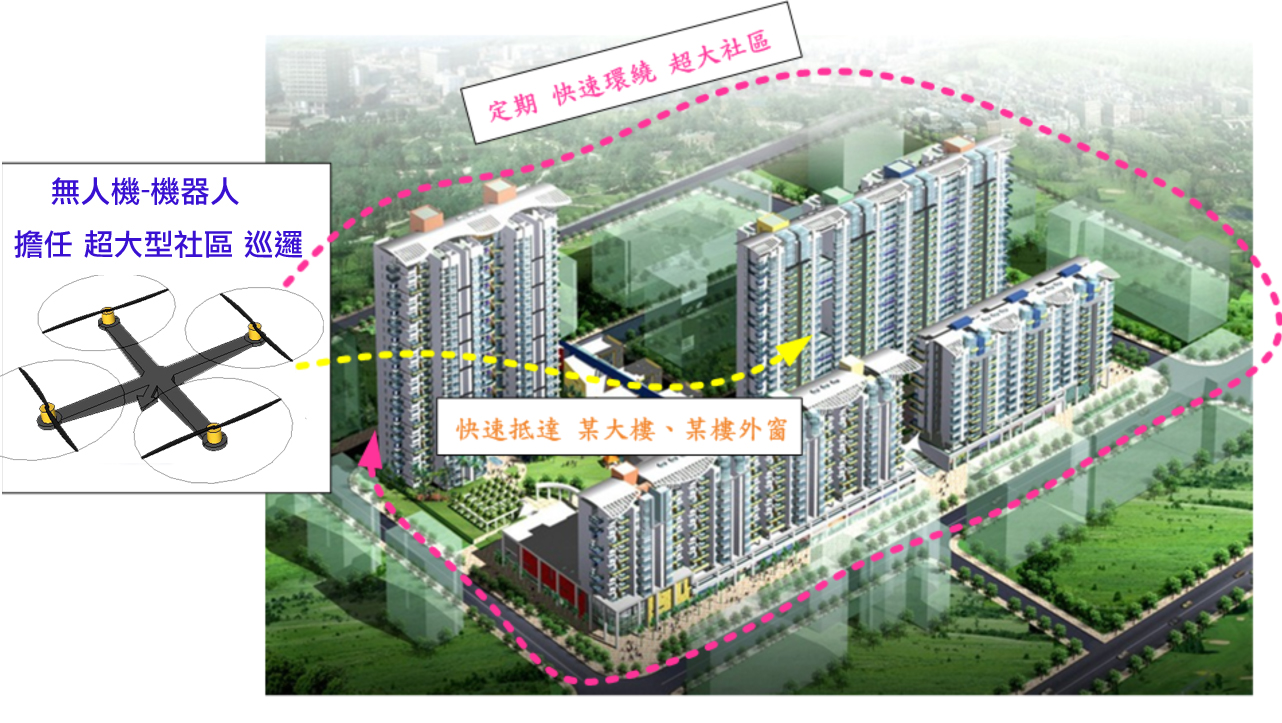 定期 快速環繞 超大社區
無人機-機器人
擔任 超大型社區 巡邏
快速抵達 某大樓、某樓外窗